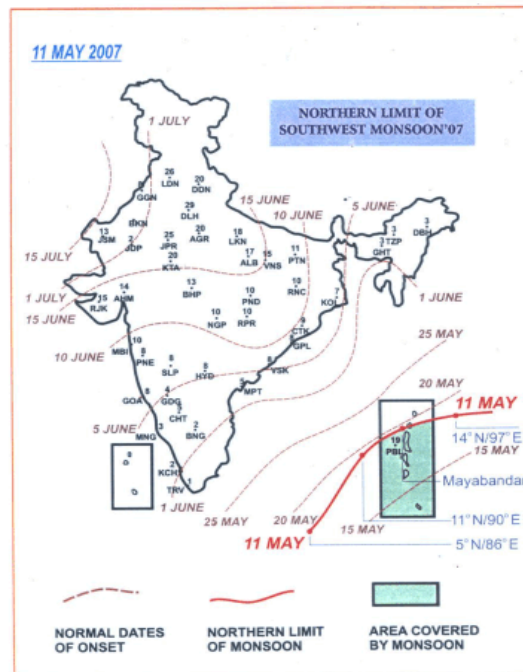 11 MAY 2007
NORTHERN LIMIT OF
SOUTHWEST MONSOON'07
1 JULY
26
LDN
20
DDN
GGN
29
DLH
15 JUNE
10 JUNE
5 JUNE
BKN
13
JSM
2
JDP
25
JPR
20
AGR
18
LKN
3
DBH
3
TZP
3
GHT
15 JULY
20
KTA
17
ALB
15
VNS
11
PTN
1 JULY
15 JUNE
15
RJK
14
AHM
13
BHP
10
PND
10
RNC
7
KOL
1 JUNE
10
NGP
10
RPR
9
CTK
GPL
25 MAY
10 JUNE
MBI
10
PNE
8
SLP
8
HYD
6
VSK
20 MAY
11 MAY
GOA
8
4
GDG
5
MPT
14°N/97°E
5 JUNE
CHT
2
BNG
19
PBL
15 MAY
3
MNG
Mayabandar
8
2
KCH
1
TRV
1 JUNE
25 MAY
20 MAY
15 MAY
11°N/90°E
11 MAY
5°N/86°E
NORMAL DATES
OF ONSET
NORTHERN LIMIT
OF MONSOON
AREA COVERED
BY MONSOON